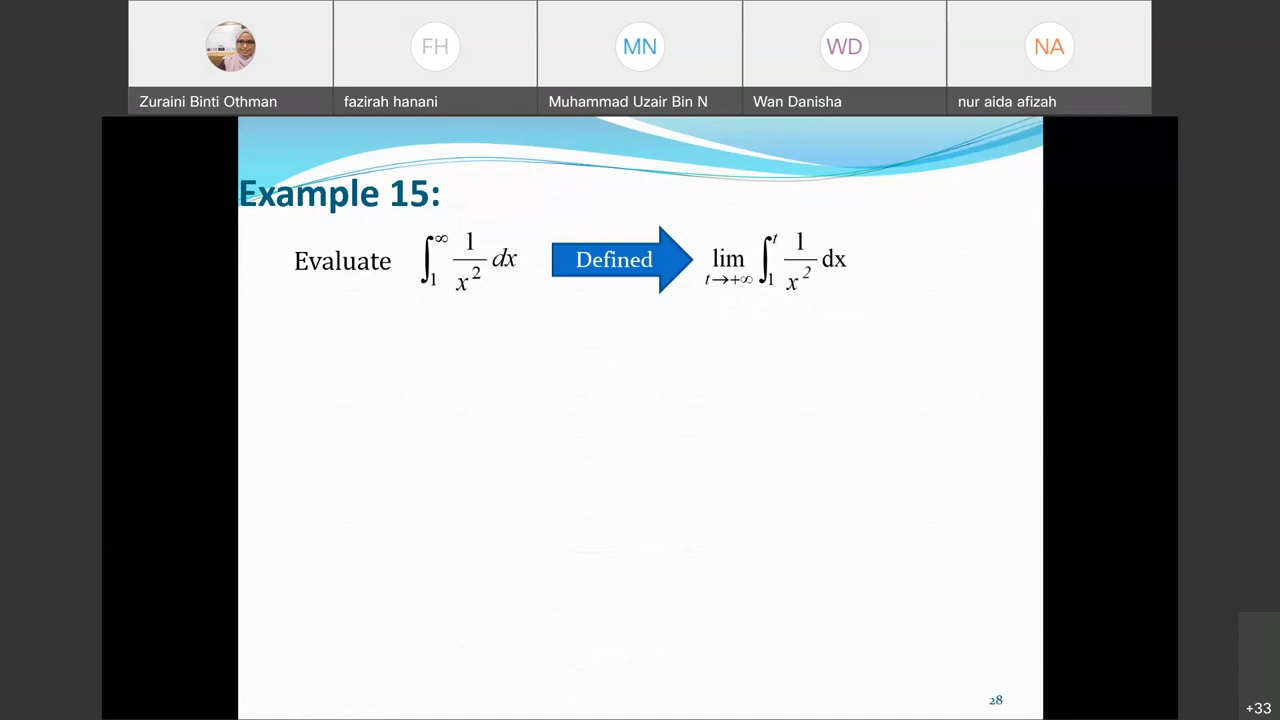 FH
MN
WD
NA
Zuraini Binti Othman
fazirah hanani
Muhammad Uzair Bin N
Wan Danisha
nur aida afizah
Example 15:
Evaluate ∫₁^∞ 1/x² dx Defined lim t→+∞ ∫₁^t 1/x² dx
28
+33